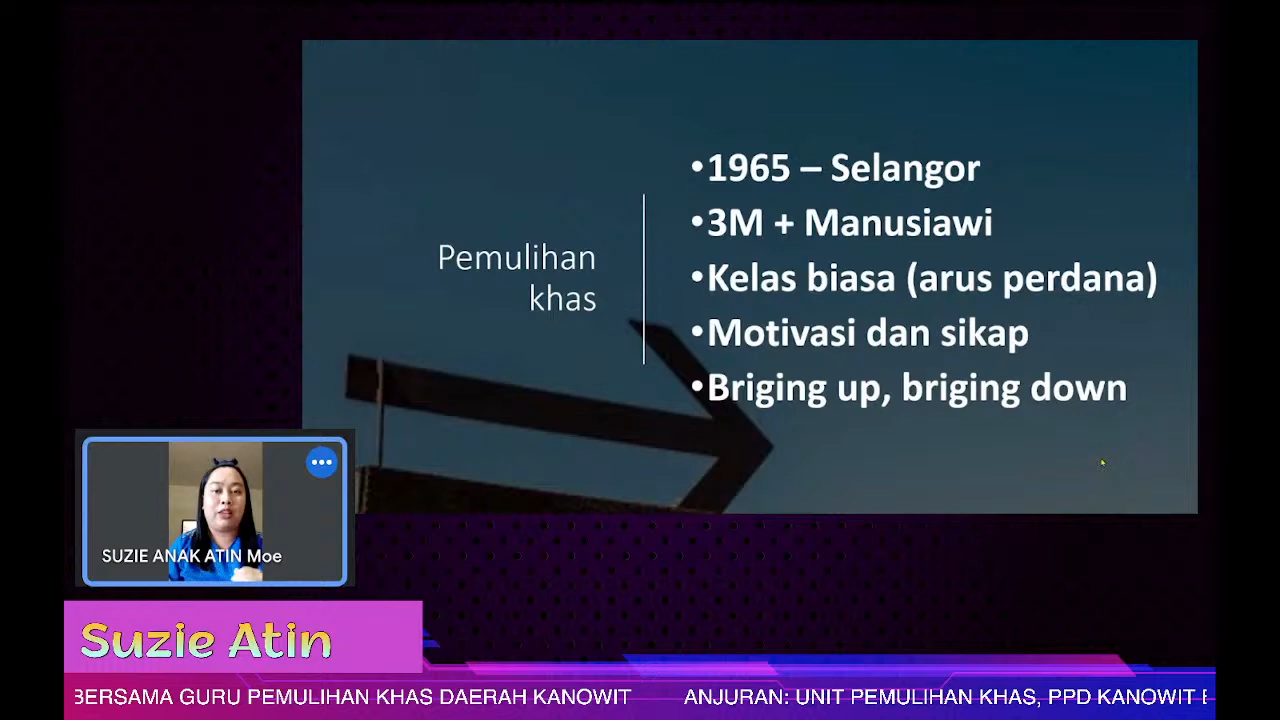 Pemulihan
khas
•1965 – Selangor
•3M + Manusiawi
•Kelas biasa (arus perdana)
•Motivasi dan sikap
•Briging up, briging down
SUZIE ANAK ATIN Moe
Suzie Atin
BERSAMA GURU PEMULIHAN KHAS DAERAH KANOWIT ANJURAN: UNIT PEMULIHAN KHAS, PPD KANOWIT